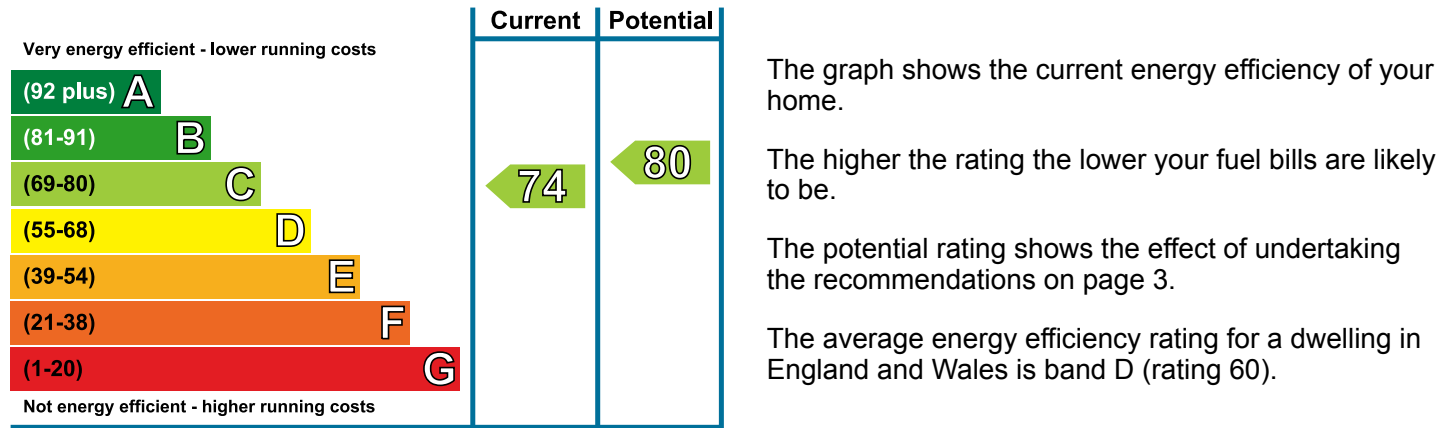 Current Potential
Very energy efficient - lower running costs
(92 plus) A
(81-91) B
(69-80) C
(55-68) D
(39-54) E
(21-38) F
(1-20) G
Not energy efficient - higher running costs
74
80
The graph shows the current energy efficiency of your
home.
The higher the rating the lower your fuel bills are likely
to be.
The potential rating shows the effect of undertaking
the recommendations on page 3.
The average energy efficiency rating for a dwelling in
England and Wales is band D (rating 60).